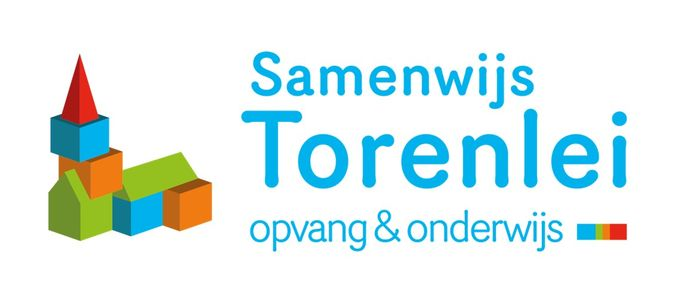 Samenwijs
Torenlei
opvang & onderwijs